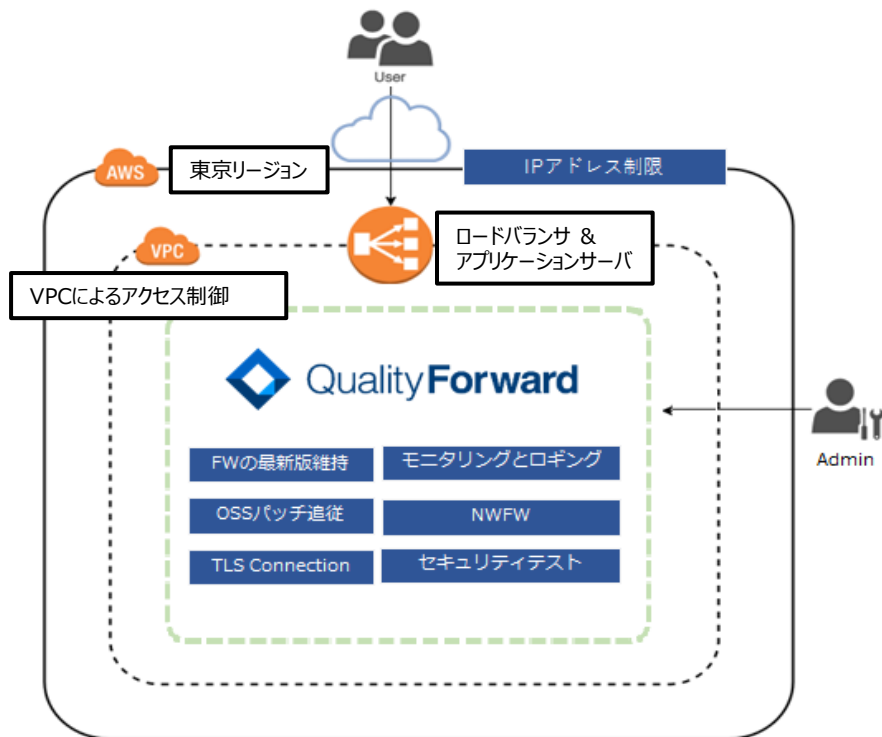 User
AWS
東京リージョン
IPアドレス制限
VPC
ロードバランサ &
アプリケーションサーバ
VPCによるアクセス制御
QualityForward
FWの最新版維持
モニタリングとロギング
OSSパッチ追従
NWFW
TLS Connection
セキュリティテスト
Admin